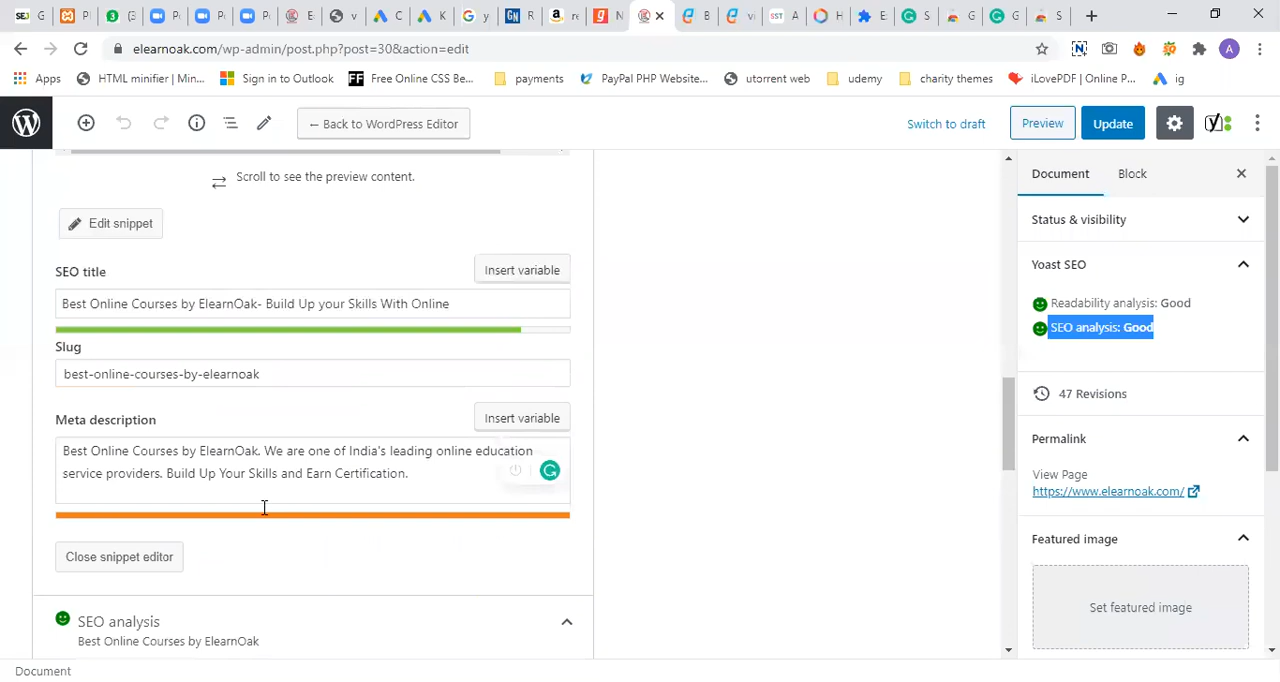 SEJ G
P
(3
P
P
P
E
v
C
K
G y
GN R
a re
g N
B
v
SST A
H
E
S
G
G
S
elearnoak.com/wp-admin/post.php?post=30&action=edit
A
Apps HTML minifier | Min... Sign in to Outlook FF Free Online CSS Be... payments PayPal PHP Website... utorrent web udemy charity themes iLovePDF | Online P... ig
← Back to WordPress Editor
Switch to draft
Preview
Update
Scroll to see the preview content.
Edit snippet
SEO title
Insert variable
Best Online Courses by ElearnOak- Build Up your Skills With Online
Slug
best-online-courses-by-elearnoak
Meta description
Insert variable
Best Online Courses by ElearnOak. We are one of India's leading online education
service providers. Build Up Your Skills and Earn Certification.
Close snippet editor
SEO analysis
Best Online Courses by ElearnOak
Document
Document
Block
Status & visibility
Yoast SEO
Readability analysis: Good
SEO analysis: Good
47 Revisions
Permalink
View Page
https://www.elearnoak.com/
Featured image
Set featured image